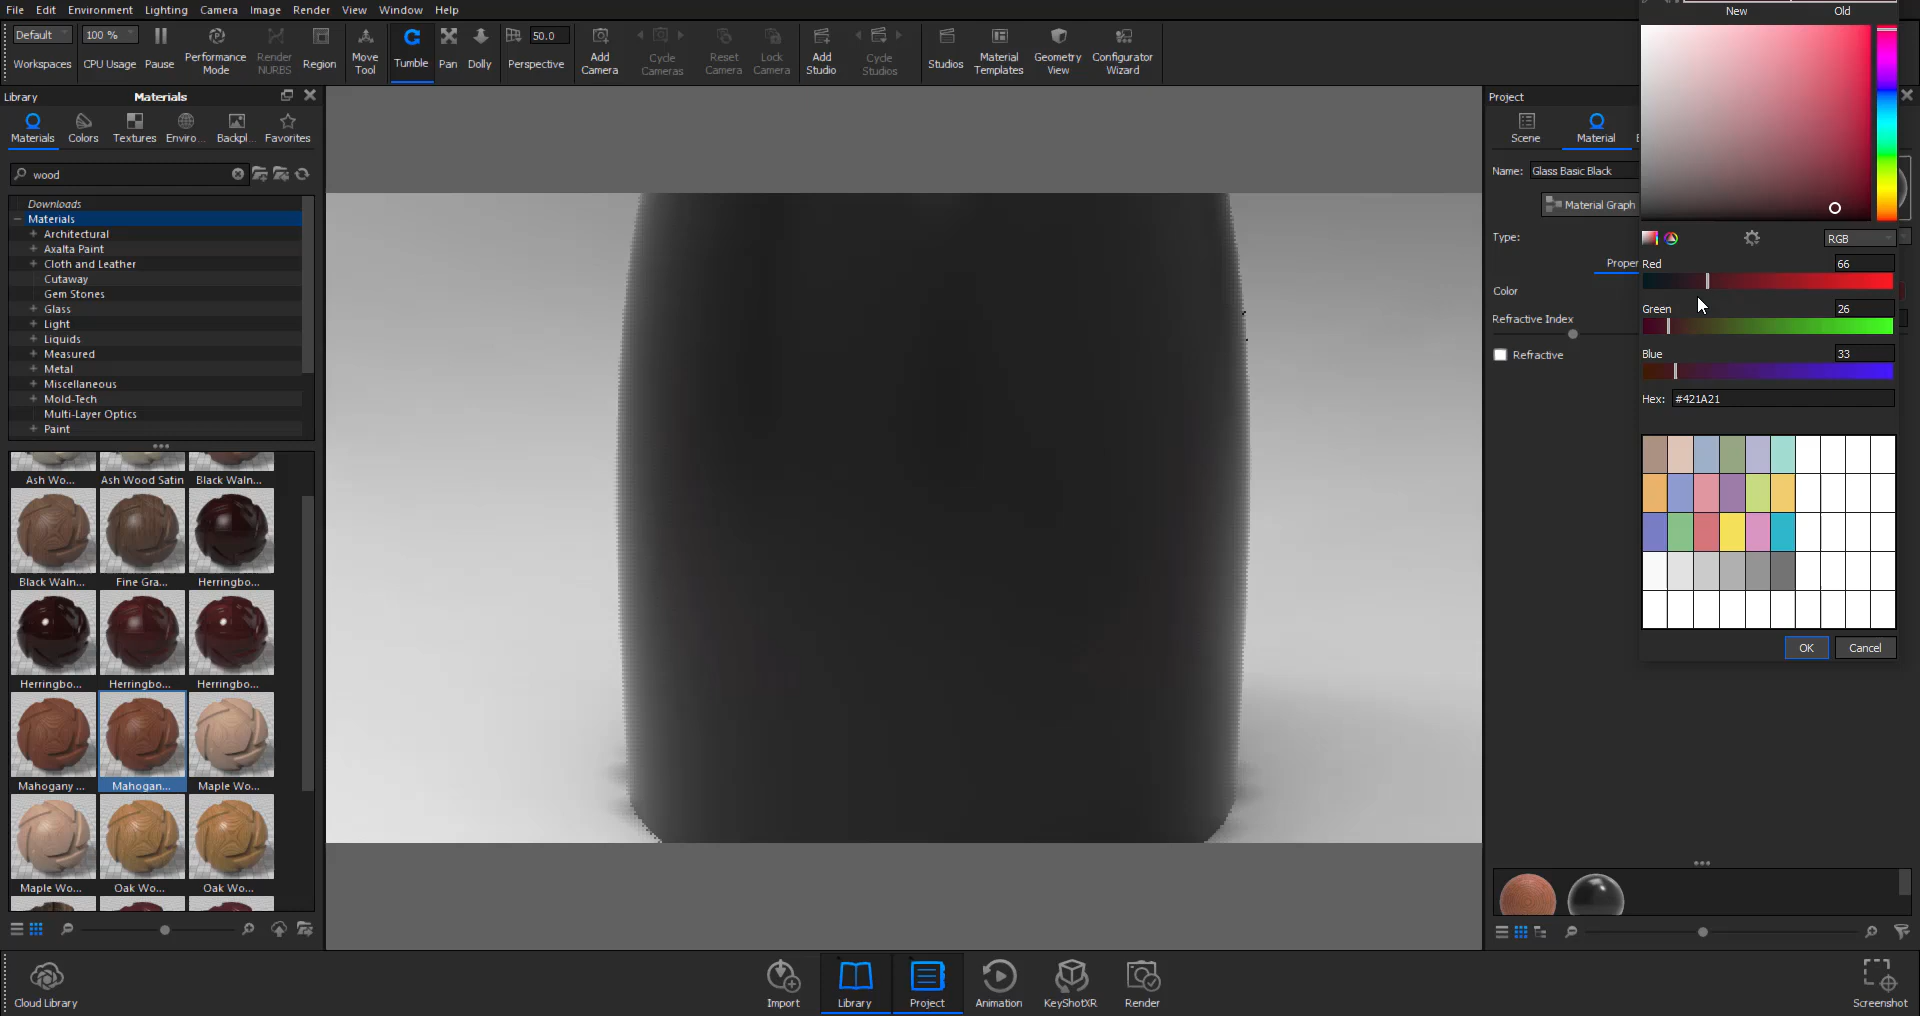 File Edit Environment Lighting Camera Image Render View Window Help
Default 100 % 50.0
Workspaces CPU Usage Pause Performance Mode Render NURBS Region Move Tool Tumble Pan Dolly Perspective Add Camera Cycle Cameras Reset Camera Lock Camera Add Studio Cycle Studios Studios Material Templates Geometry View Configurator Wizard
Library Materials
Materials Colors Textures Enviro... Backpl... Favorites
wood
Downloads
Materials
Architectural
Axalta Paint
Cloth and Leather
Cutaway
Gem Stones
Glass
Light
Liquids
Measured
Metal
Miscellaneous
Mold-Tech
Multi-Layer Optics
Paint
Ash Wo... Ash Wood Satin Black Waln...
Black Waln... Fine Gra... Herringbo...
Herringbo... Herringbo... Herringbo...
Mahogany ... Mahogan... Maple Wo...
Maple Wo... Oak Wo... Oak Wo...
Project
Scene Material
Name: Glass Basic Black
Material Graph
Type:
Proper
Color
Refractive Index
Refractive
New Old
RGB
Red 66
Green 26
Blue 33
Hex: #421A21
OK Cancel
Cloud Library Import Library Project Animation KeyShotXR Render Screenshot